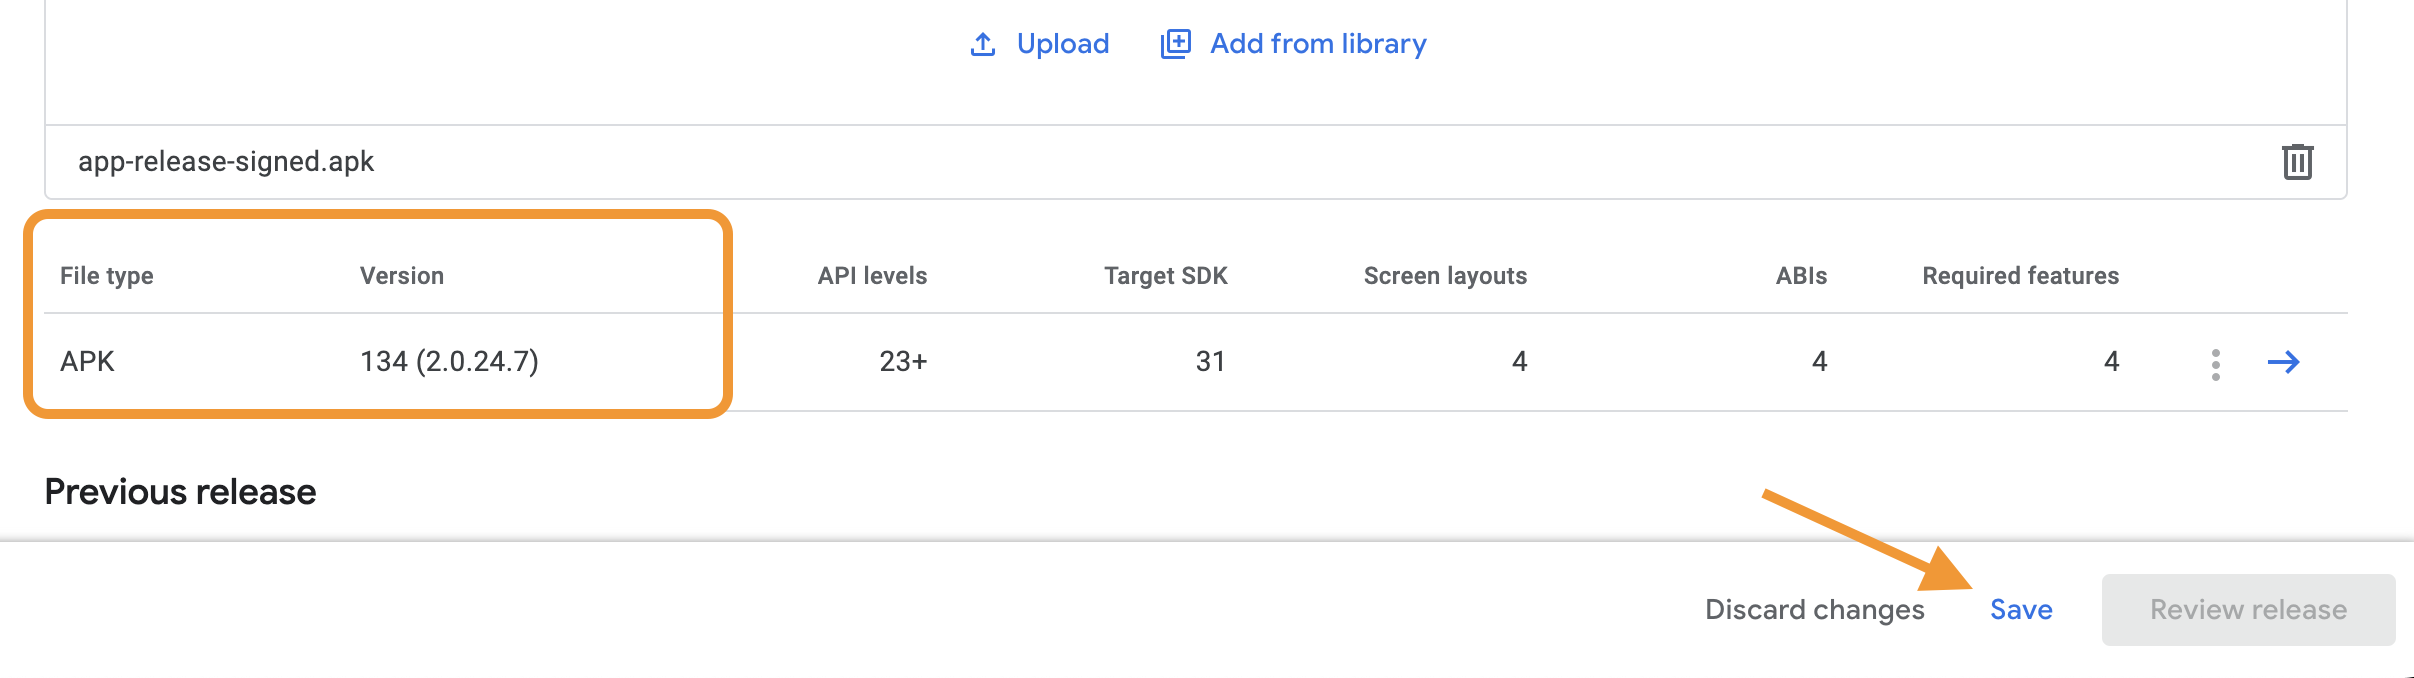 Upload Add from library
app-release-signed.apk
File type Version API levels Target SDK Screen layouts ABIs Required features
APK 134 (2.0.24.7) 23+ 31 4 4 4
Previous release
Discard changes Save Review release